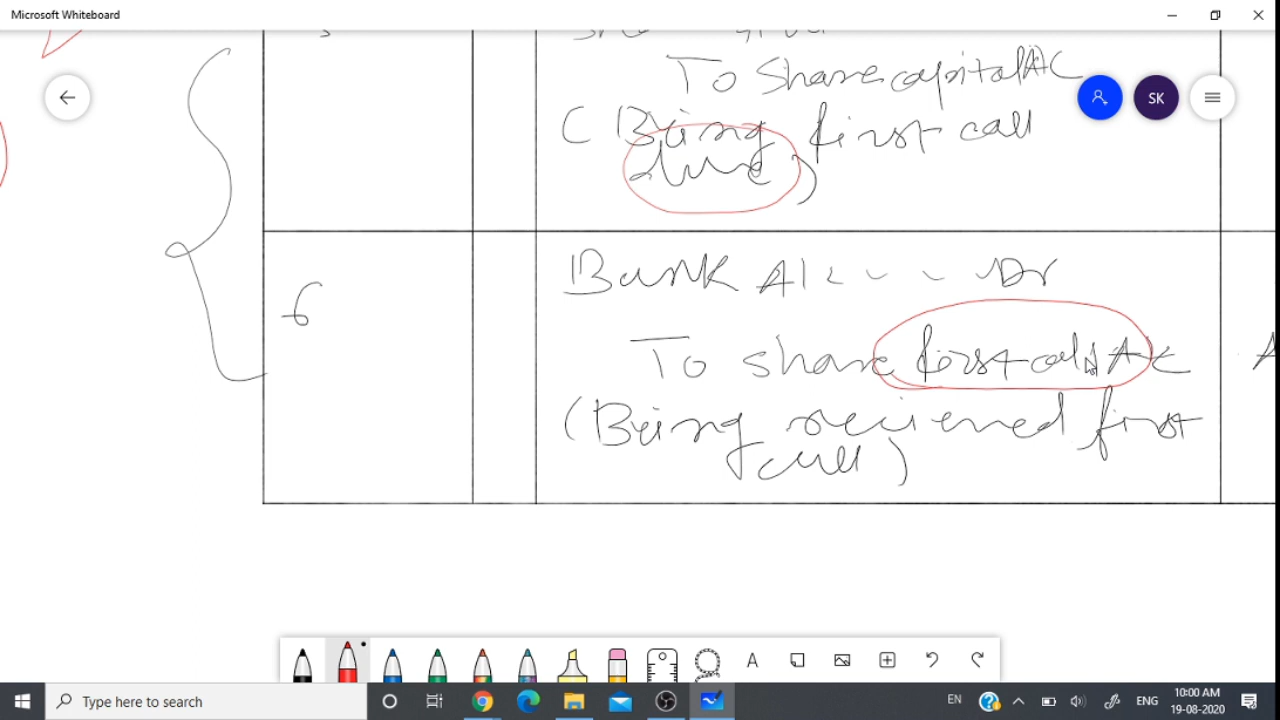 Microsoft Whiteboard
To Share capital A/C
SK
( Being first call
due )
Bank A/c - - Dr
6
To share first call A/C
A
(Being recieved first
call)
A
Type here to search
EN
ENG
10:00 AM
19-08-2020